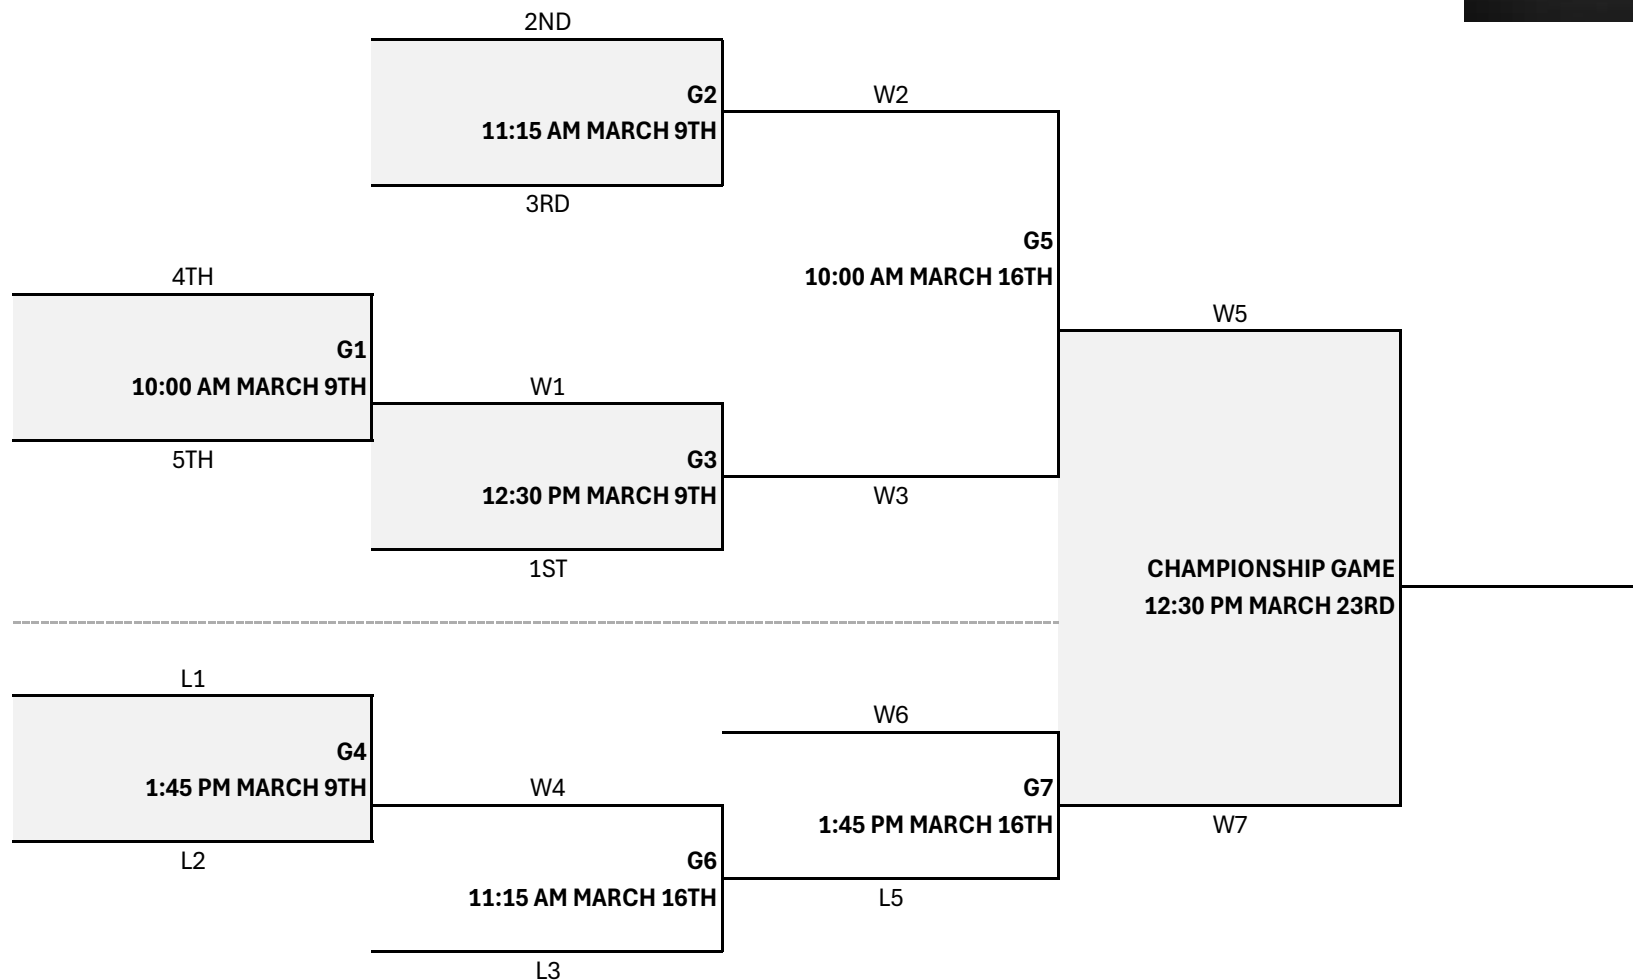 2ND
G2
11:15 AM MARCH 9TH
W2
3RD
G5
10:00 AM MARCH 16TH
4TH
W5
G1
10:00 AM MARCH 9TH
W1
5TH
G3
12:30 PM MARCH 9TH
W3
1ST
CHAMPIONSHIP GAME
12:30 PM MARCH 23RD
L1
W6
G4
1:45 PM MARCH 9TH
W4
G7
1:45 PM MARCH 16TH
W7
L2
G6
11:15 AM MARCH 16TH
L5
L3